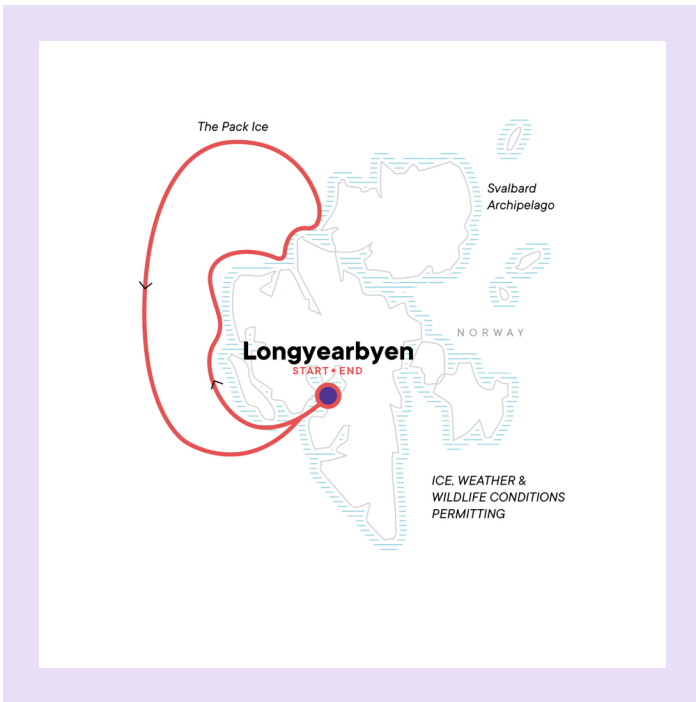 The Pack Ice
Svalbard
Archipelago
NORWAY
Longyearbyen
START • END
ICE, WEATHER &
WILDLIFE CONDITIONS
PERMITTING